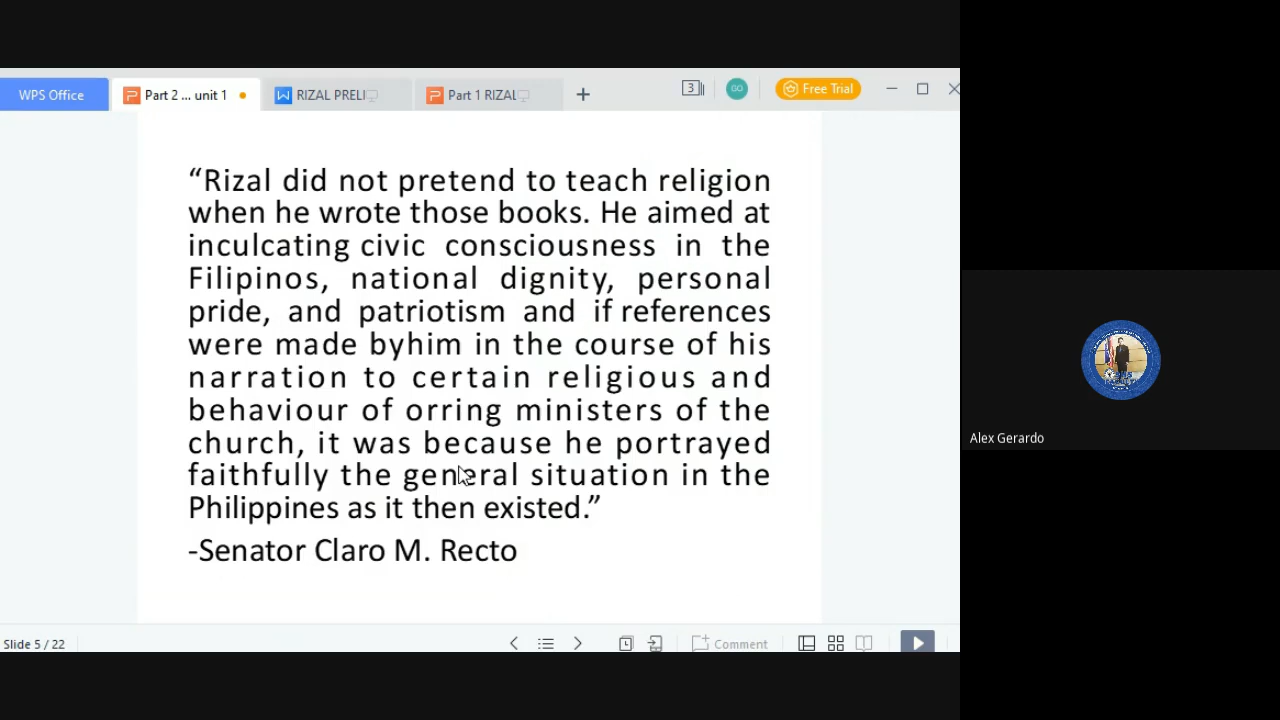 WPS Office
Part 2 ... unit 1
RIZAL PRELI
Part 1 RIZAL
3
GO
Free Trial
“Rizal did not pretend to teach religion
when he wrote those books. He aimed at
inculcating civic consciousness in the
Filipinos, national dignity, personal
pride, and patriotism and if references
were made byhim in the course of his
narration to certain religious and
behaviour of orring ministers of the
church, it was because he portrayed
faithfully the general situation in the
Philippines as it then existed.”
-Senator Claro M. Recto
Alex Gerardo
Slide 5 / 22
Comment